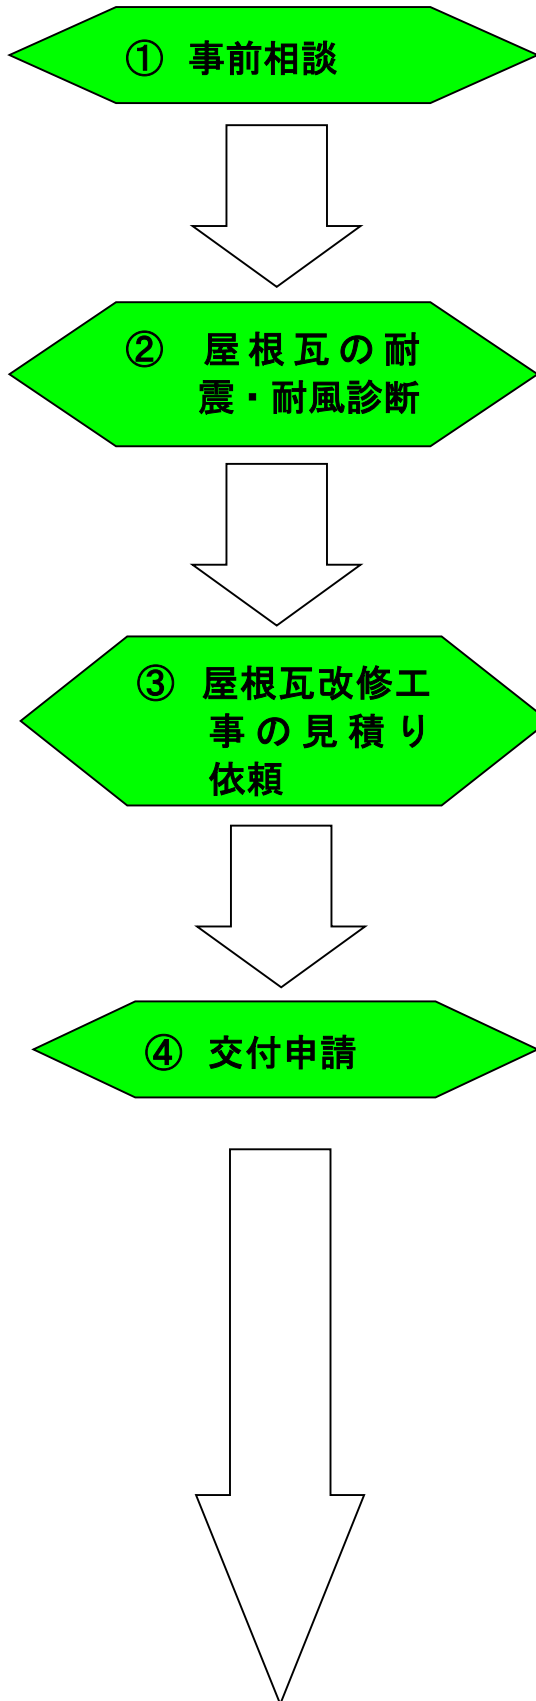 ① 事前相談
② 屋根瓦の耐
震・耐風診断
③ 屋根瓦改修工
事の見積り
依頼
④ 交付申請